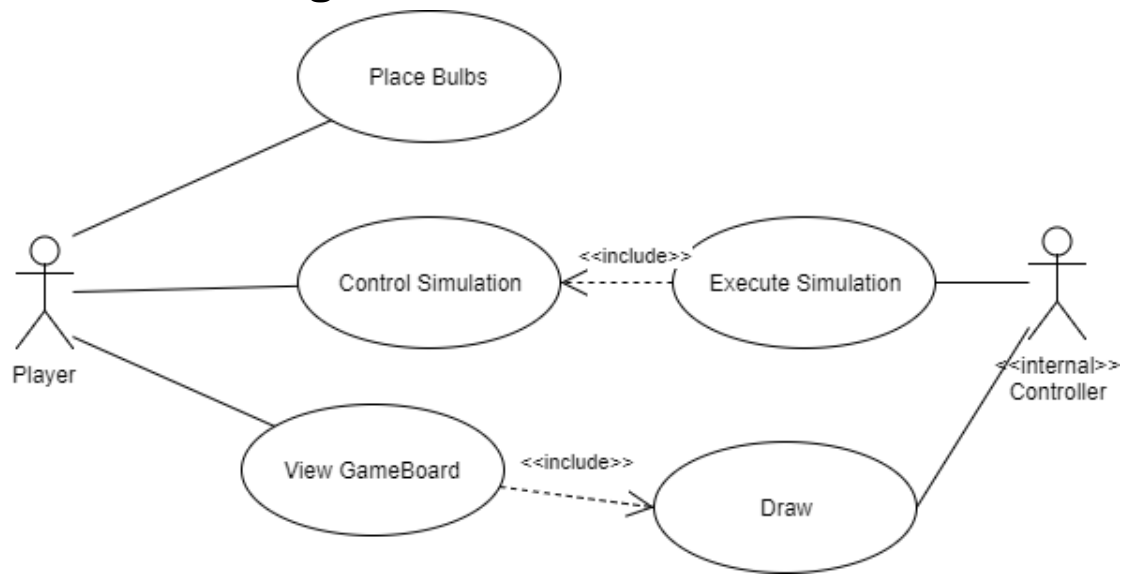 Place Bulbs
<<include>>
Control Simulation
Execute Simulation
<<internal>>
Controller
Player
<<include>>
View GameBoard
Draw